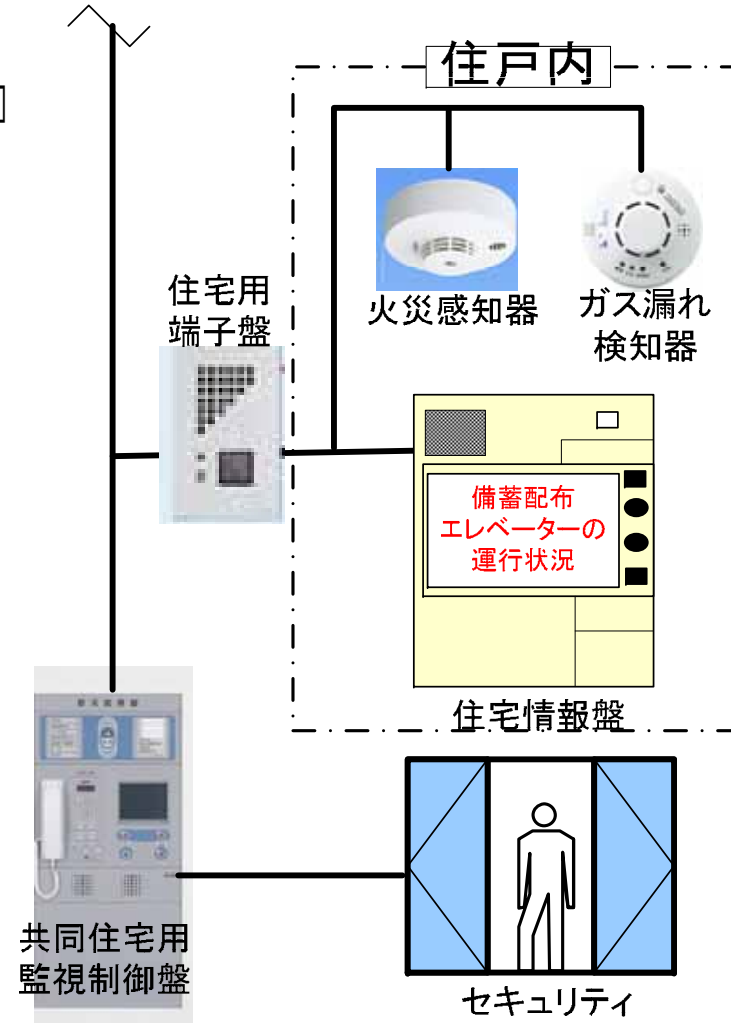 住戸内
火災感知器
ガス漏れ
検知器
住宅用
端子盤
備蓄配布
エレベーターの
運行状況
住宅情報盤
共同住宅用
監視制御盤
セキュリティ